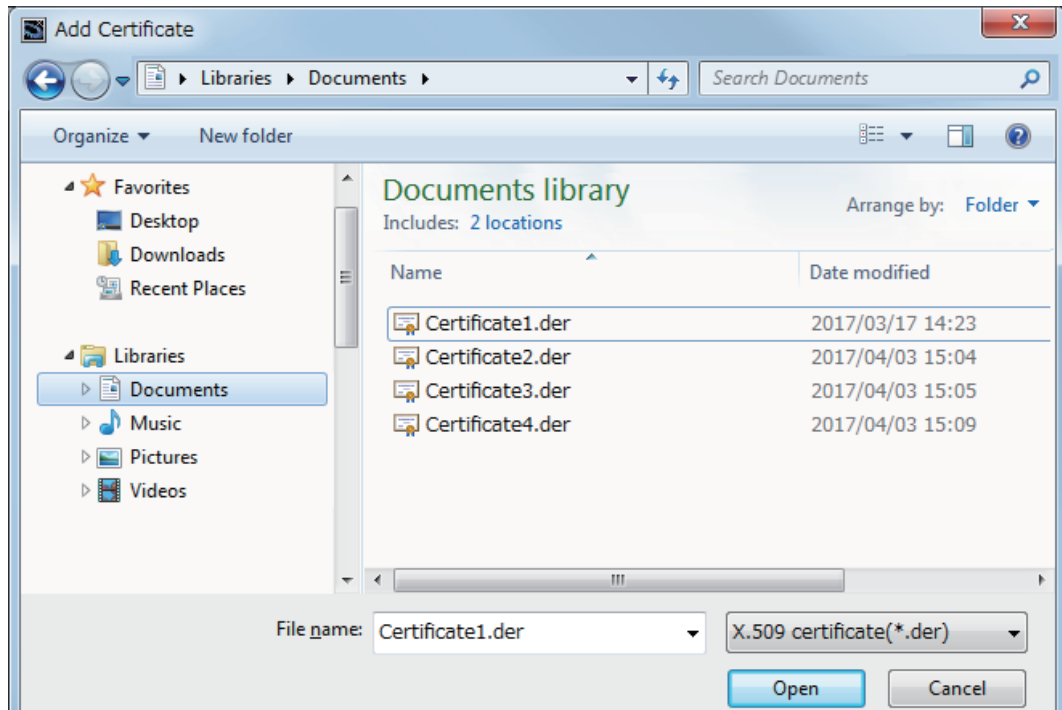 Add Certificate
Libraries Documents
Search Documents
Organize New folder
Favorites
Desktop
Downloads
Recent Places
Libraries
Documents
Music
Pictures
Videos
Documents library
Includes: 2 locations
Arrange by: Folder
Name Date modified
Certificate1.der 2017/03/17 14:23
Certificate2.der 2017/04/03 15:04
Certificate3.der 2017/04/03 15:05
Certificate4.der 2017/04/03 15:09
File name: Certificate1.der X.509 certificate(*.der)
Open Cancel